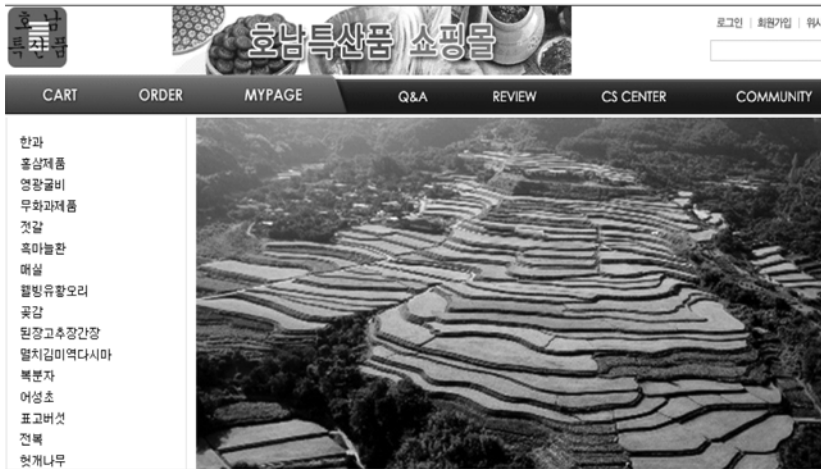 호남
특산품
호남특산품 쇼핑몰
로그인 | 회원가입 | 위시
CART ORDER MYPAGE Q&A REVIEW CS CENTER COMMUNITY
한과
홍삼제품
영광굴비
무화과제품
젓갈
흑마늘환
매실
웰빙유황오리
곶감
된장고추장간장
멸치김미역다시마
복분자
어성초
표고버섯
전복
헛개나무